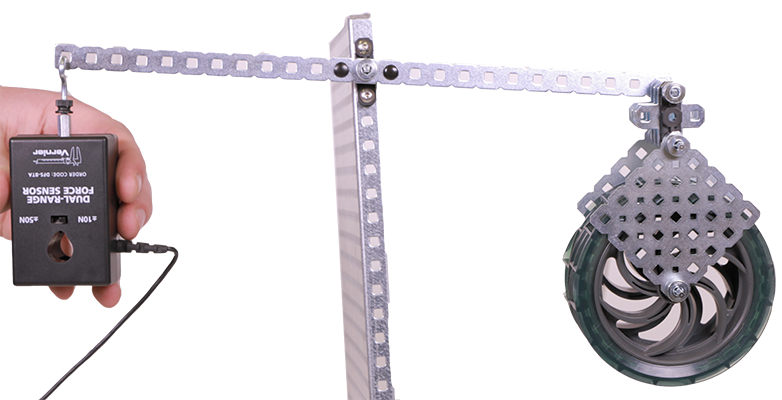 ±10N ±50N
DUAL-RANGE
FORCE SENSOR
ORDER CODE: DFS-BTA
Vernier